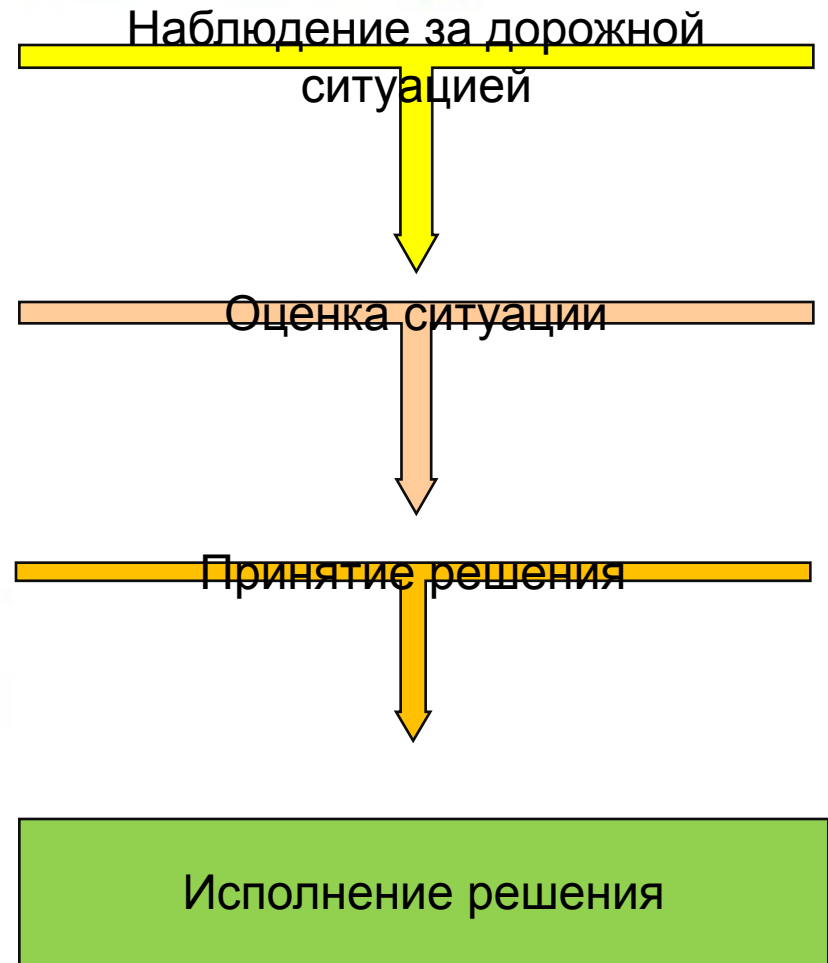 Наблюдение за дорожной
ситуацией
Оценка ситуации
Принятие решения
Исполнение решения